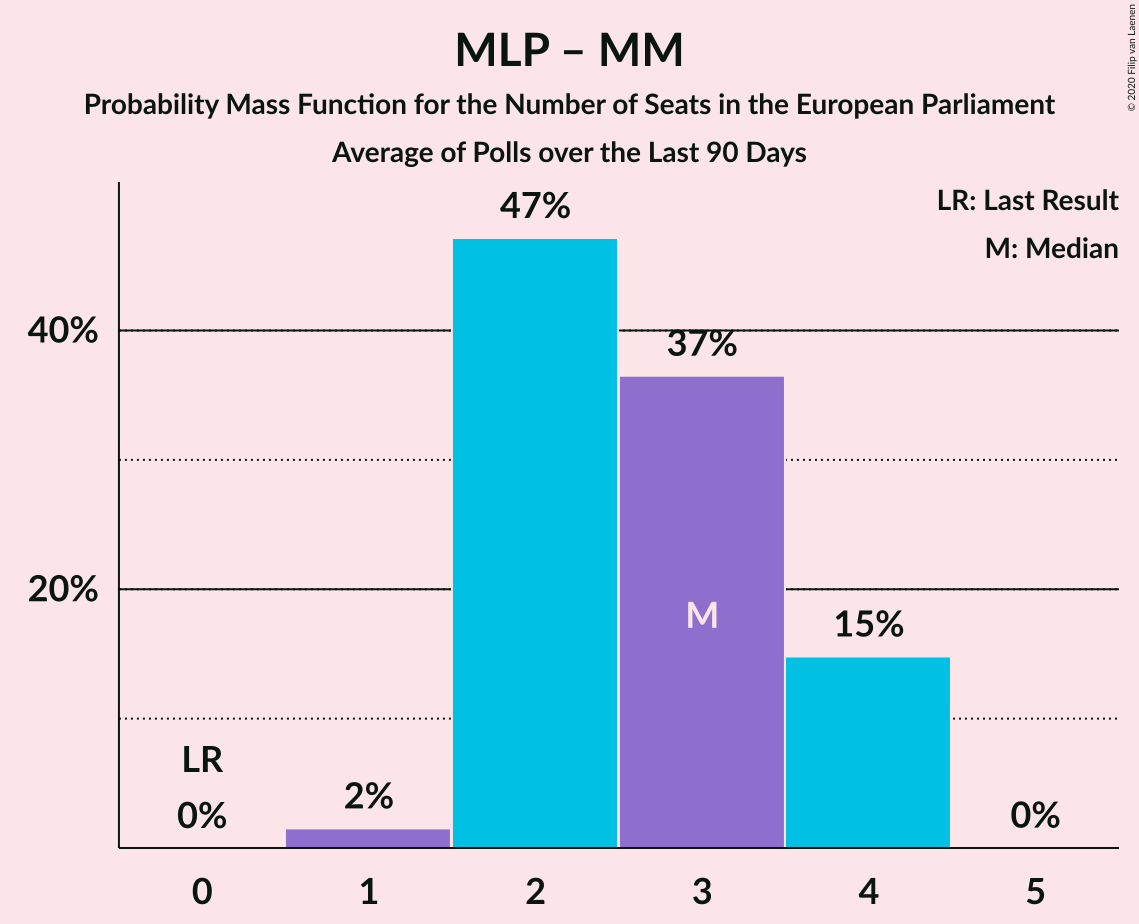 MLP – MM
Probability Mass Function for the Number of Seats in the European Parliament
Average of Polls over the Last 90 Days
© 2020 Filip van Laenen
LR: Last Result
M: Median
47%
40%
37%
20%
M
15%
LR
0%
2%
0%
0 1 2 3 4 5